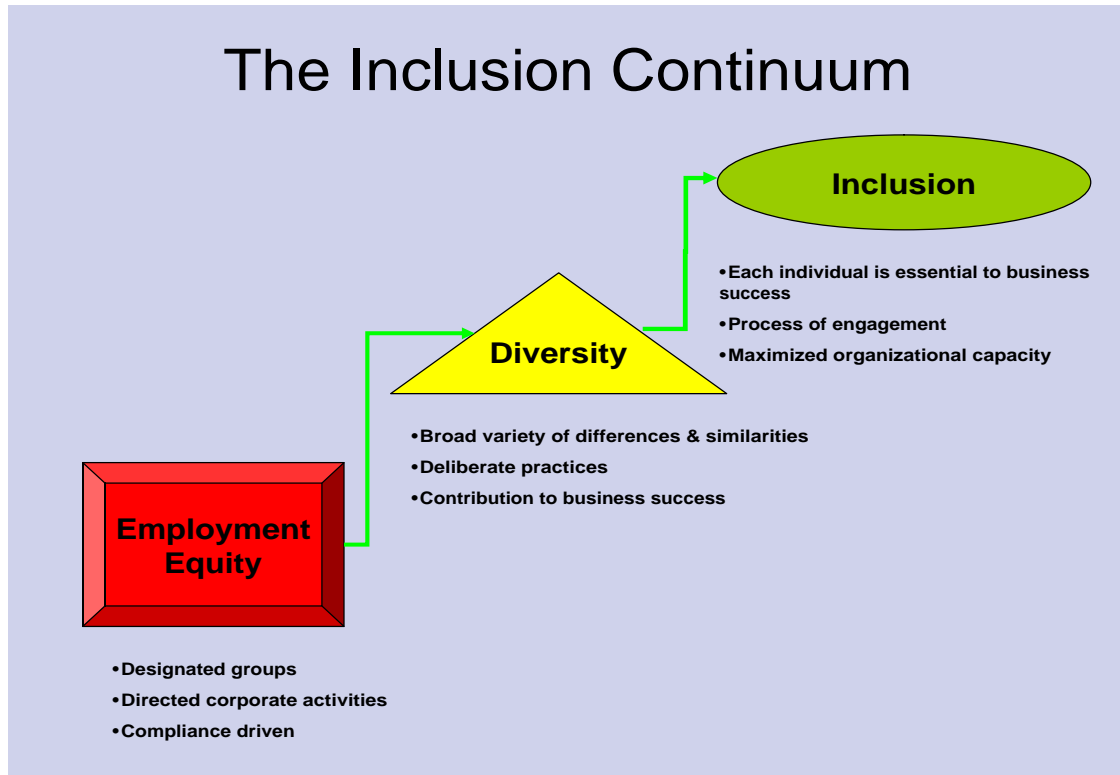 The Inclusion Continuum
Inclusion
•Each individual is essential to business
success
•Process of engagement
•Maximized organizational capacity
Diversity
•Broad variety of differences & similarities
•Deliberate practices
•Contribution to business success
Employment
Equity
•Designated groups
•Directed corporate activities
•Compliance driven